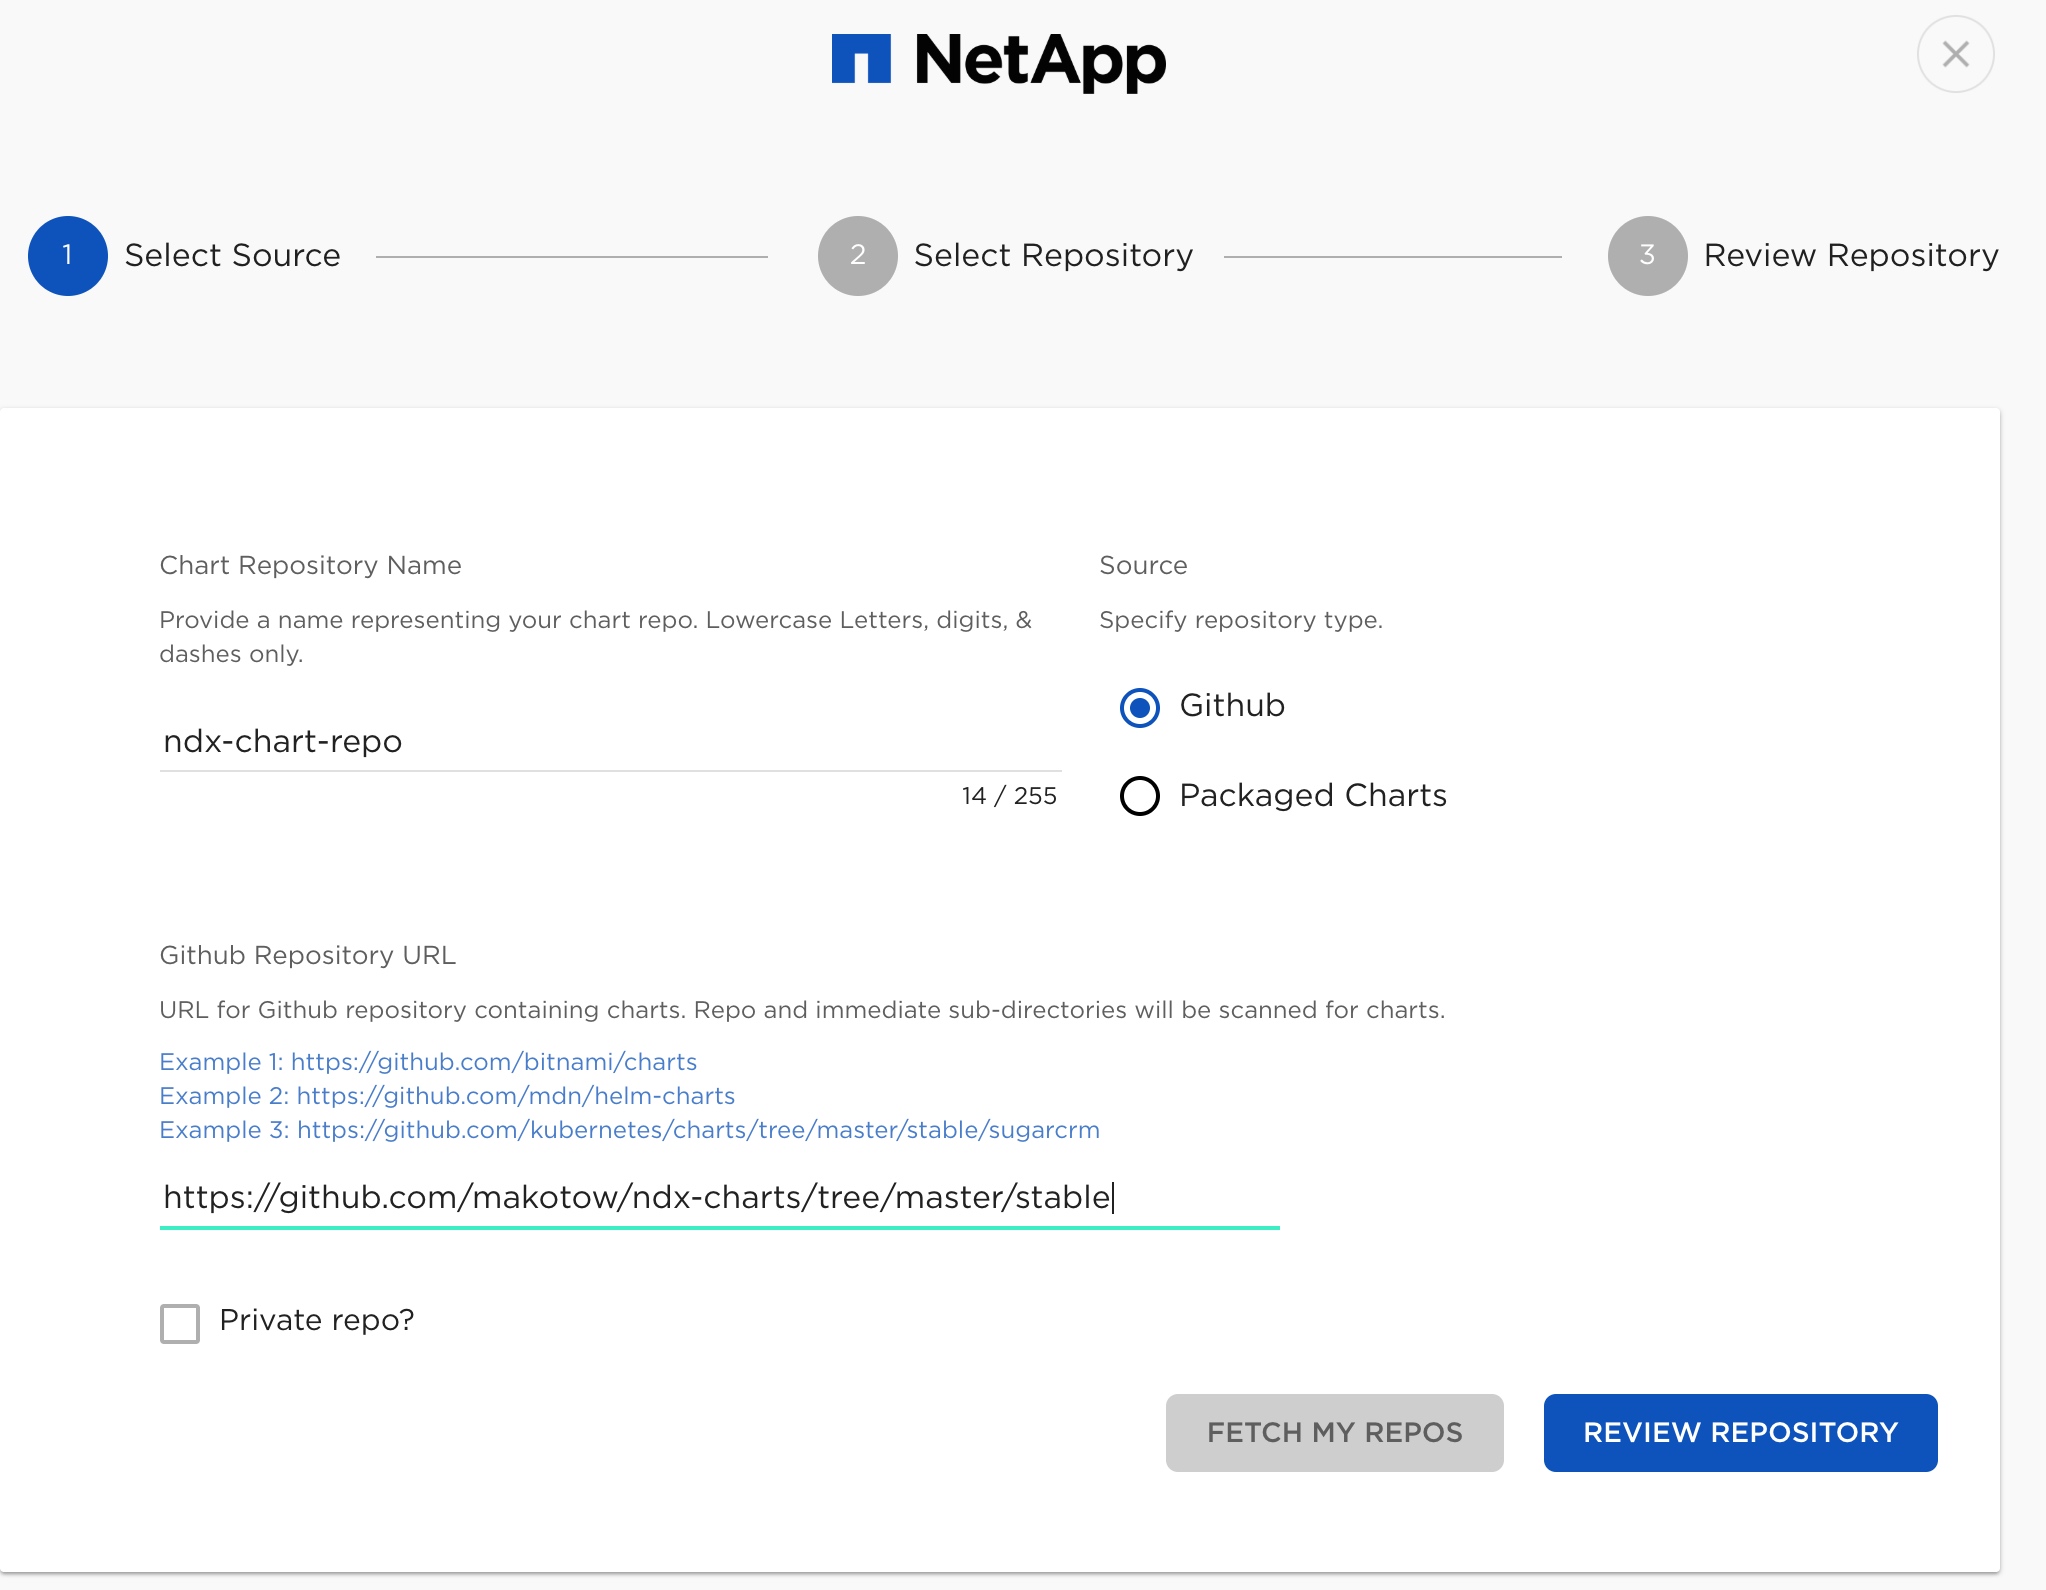 NetApp
1 Select Source 2 Select Repository 3 Review Repository
Chart Repository Name
Provide a name representing your chart repo. Lowercase Letters, digits, &
dashes only.
ndx-chart-repo
14 / 255
Source
Specify repository type.
Github
Packaged Charts
Github Repository URL
URL for Github repository containing charts. Repo and immediate sub-directories will be scanned for charts.
Example 1: https://github.com/bitnami/charts
Example 2: https://github.com/mdn/helm-charts
Example 3: https://github.com/kubernetes/charts/tree/master/stable/sugarcrm
https://github.com/makotow/ndx-charts/tree/master/stable
Private repo?
FETCH MY REPOS
REVIEW REPOSITORY